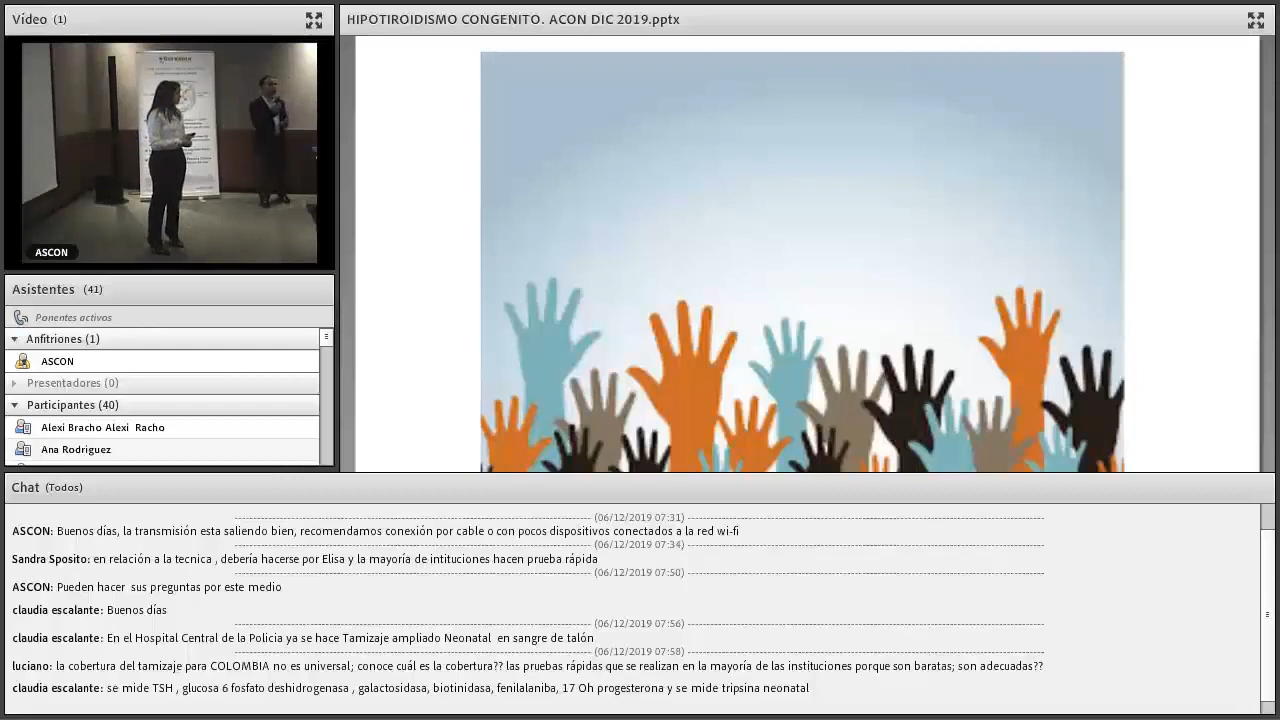 Vídeo (1)
HIPOTIROIDISMO CONGENITO. ACON DIC 2019.pptx
ASCON
Asistentes (41)
Ponentes activos
Anfitriones (1)
ASCON
Presentadores (0)
Participantes (40)
Alexi Bracho Alexi Racho
Ana Rodriguez
Chat (Todos)
(06/12/2019 07:31)
ASCON: Buenos días, la transmisión esta saliendo bien, recomendamos conexión por cable o con pocos dispositivos conectados a la red wi-fi
(06/12/2019 07:34)
Sandra Sposito: en relación a la tecnica , debería hacerse por Elisa y la mayoría de intituciones hacen prueba rápida
(06/12/2019 07:50)
ASCON: Pueden hacer sus preguntas por este medio
claudia escalante: Buenos días
(06/12/2019 07:56)
claudia escalante: En el Hospital Central de la Policia ya se hace Tamizaje ampliado Neonatal en sangre de talón
(06/12/2019 07:58)
luciano: la cobertura del tamizaje para COLOMBIA no es universal; conoce cuál es la cobertura?? las pruebas rápidas que se realizan en la mayoría de las instituciones porque son baratas; son adecuadas??
claudia escalante: se mide TSH , glucosa 6 fosfato deshidrogenasa , galactosidasa, biotinidasa, fenilalaniba, 17 Oh progesterona y se mide tripsina neonatal